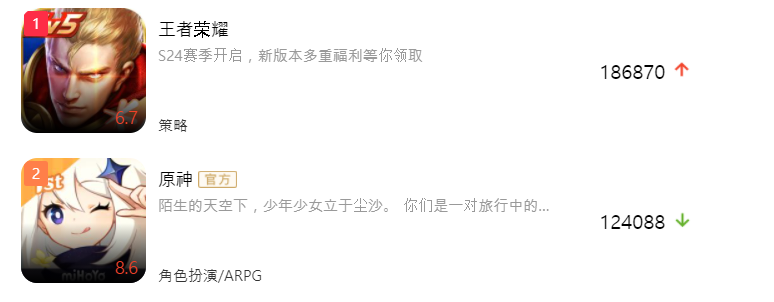 1
v5
6.7
王者荣耀
S24赛季开启，新版本多重福利等你领取
策略
186870
2
1st
miHoYo
8.6
原神 官方
陌生的天空下，少年少女立于尘沙。 你们是一对旅行中的...
角色扮演/ARPG
124088